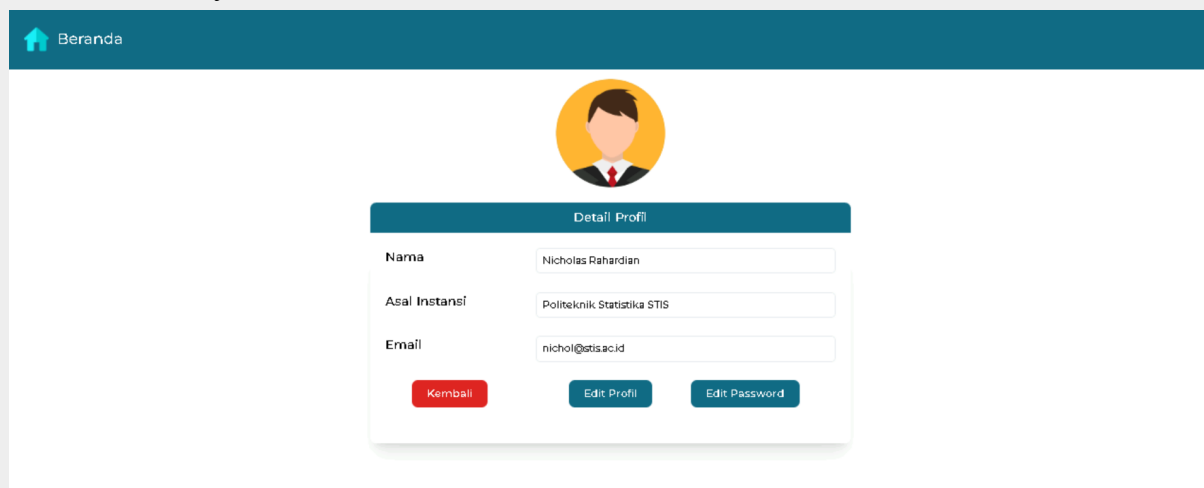 Beranda
Detail Profil
Nama Nicholas Rahardian
Asal Instansi Politeknik Statistika STIS
Email nichol@stis.ac.id
Kembali Edit Profil Edit Password